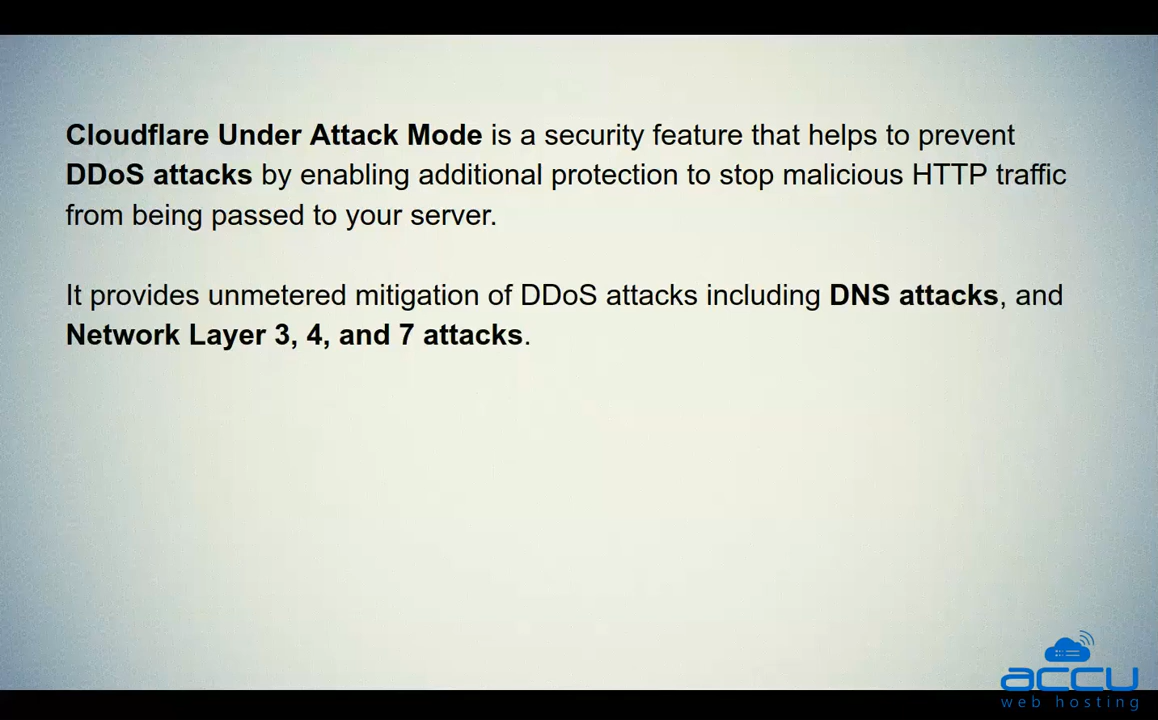 Cloudflare Under Attack Mode is a security feature that helps to prevent
DDoS attacks by enabling additional protection to stop malicious HTTP traffic
from being passed to your server.
It provides unmetered mitigation of DDoS attacks including DNS attacks, and
Network Layer 3, 4, and 7 attacks.
accu
web hosting